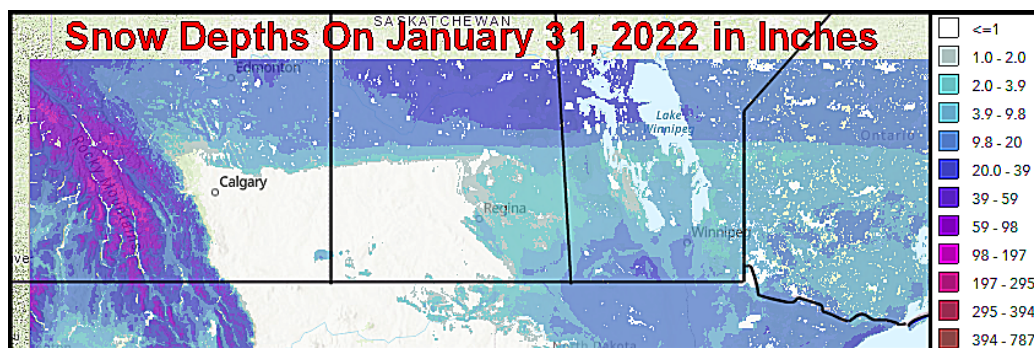 SASKATCHEWAN
Snow Depths On January 31, 2022 in Inches
Edmonton
Lake
Winnipeg
Ontario
Rocky Mountains
Calgary
Regina
Winnipeg
North Dakota
<=1
1.0 - 2.0
2.0 - 3.9
3.9 - 9.8
9.8 - 20
20.0 - 39
39 - 59
59 - 98
98 - 197
197 - 295
295 - 394
394 - 787